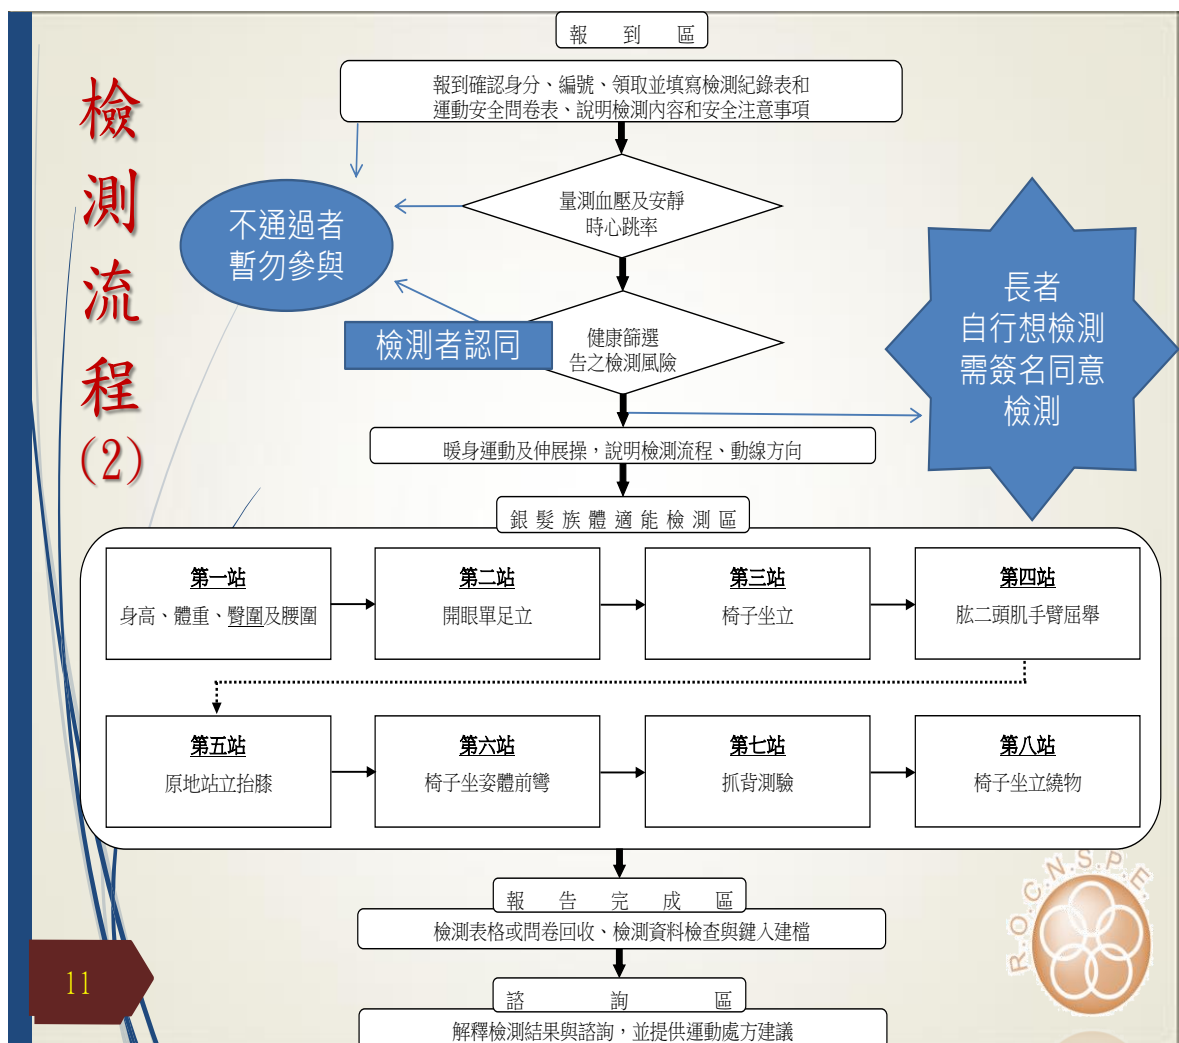 檢測流程(2)
報到區
報到確認身分、編號、領取並填寫檢測紀錄表和
運動安全問卷表、說明檢測內容和安全注意事項
量測血壓及安靜
時心跳率
不通過者
暫勿參與
檢測者認同
健康篩選
告之檢測風險
長者
自行想檢測
需簽名同意
檢測
暖身運動及伸展操，說明檢測流程、動線方向
銀髮族體適能檢測區
第一站
身高、體重、臀圍及腰圍
第二站
開眼單足立
第三站
椅子坐立
第四站
肱二頭肌手臂屈舉
第五站
原地站立抬膝
第六站
椅子坐姿體前彎
第七站
抓背測驗
第八站
椅子坐立繞物
報告完成區
檢測表格或問卷回收、檢測資料檢查與鍵入建檔
諮詢區
解釋檢測結果與諮詢，並提供運動處方建議
11
R.O.C.N.S.P.E.